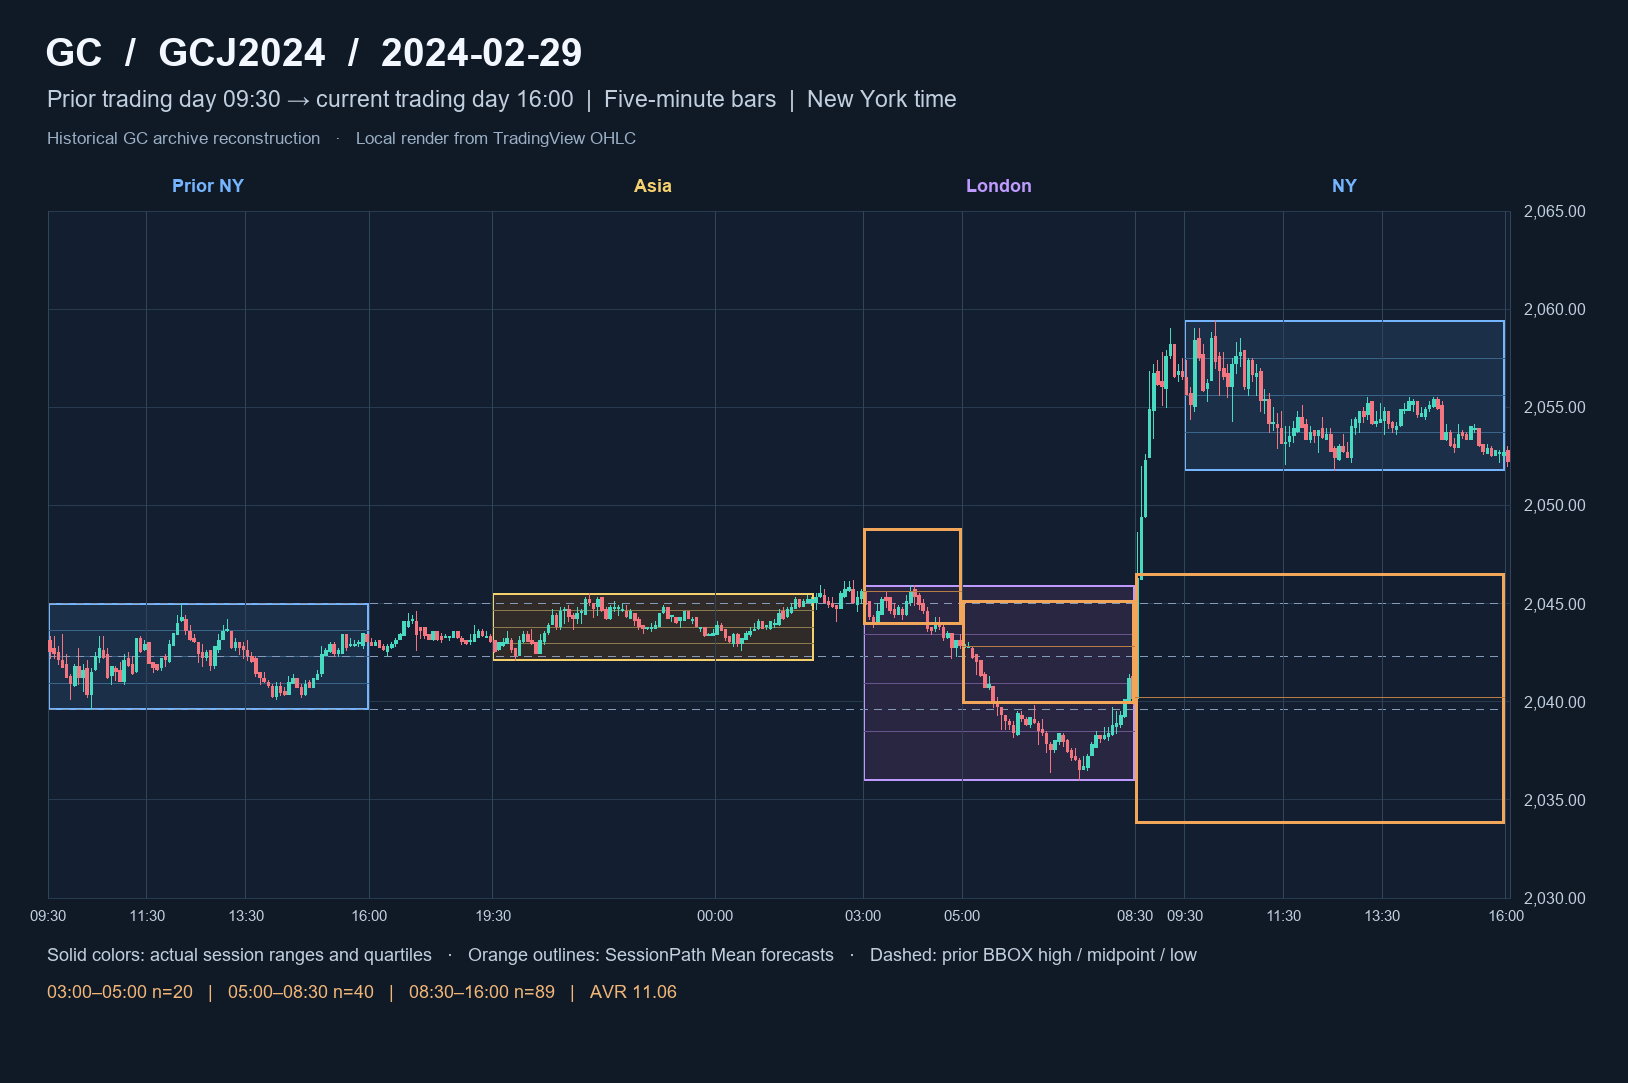 GC / GCJ2024 / 2024-02-29
Prior trading day 09:30 → current trading day 16:00 | Five-minute bars | New York time
Historical GC archive reconstruction · Local render from TradingView OHLC
Prior NY Asia London NY
2,065.00
2,060.00
2,055.00
2,050.00
2,045.00
2,040.00
2,035.00
2,030.00
09:30 11:30 13:30 16:00 19:30 00:00 03:00 05:00 08:30 09:30 11:30 13:30 16:00
Solid colors: actual session ranges and quartiles · Orange outlines: SessionPath Mean forecasts · Dashed: prior BBOX high / midpoint / low
03:00–05:00 n=20 | 05:00–08:30 n=40 | 08:30–16:00 n=89 | AVR 11.06